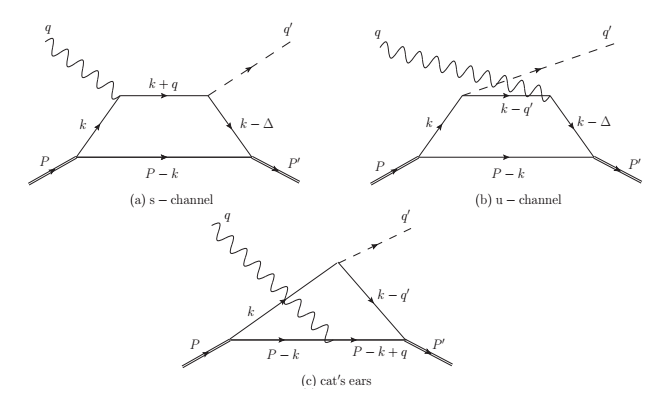 q
q′
k + q
k
k − Δ
P
P′
P − k
(a) s − channel
q
q′
k − q′
k
k − Δ
P
P′
P − k
(b) u − channel
q
q′
k
k − q′
P
P′
P − k
P − k + q
(c) cat′s ears